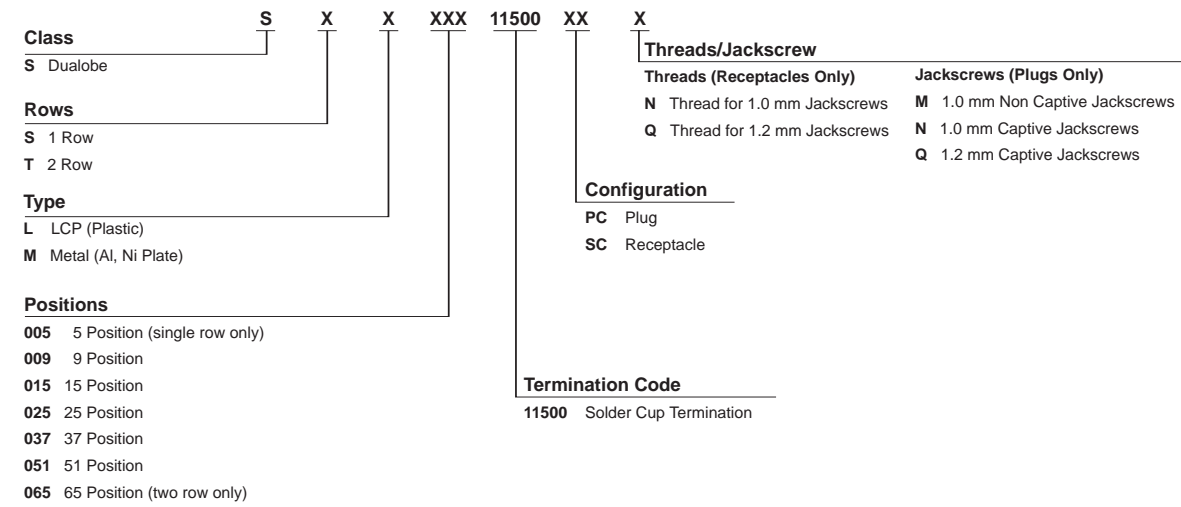 S X X XXX 11500 XX X
Class
S Dualobe
Rows
S 1 Row
T 2 Row
Type
L LCP (Plastic)
M Metal (Al, Ni Plate)
Positions
005 5 Position (single row only)
009 9 Position
015 15 Position
025 25 Position
037 37 Position
051 51 Position
065 65 Position (two row only)
Termination Code
11500 Solder Cup Termination
Configuration
PC Plug
SC Receptacle
Threads/Jackscrew
Threads (Receptacles Only)
N Thread for 1.0 mm Jackscrews
Q Thread for 1.2 mm Jackscrews
Jackscrews (Plugs Only)
M 1.0 mm Non Captive Jackscrews
N 1.0 mm Captive Jackscrews
Q 1.2 mm Captive Jackscrews